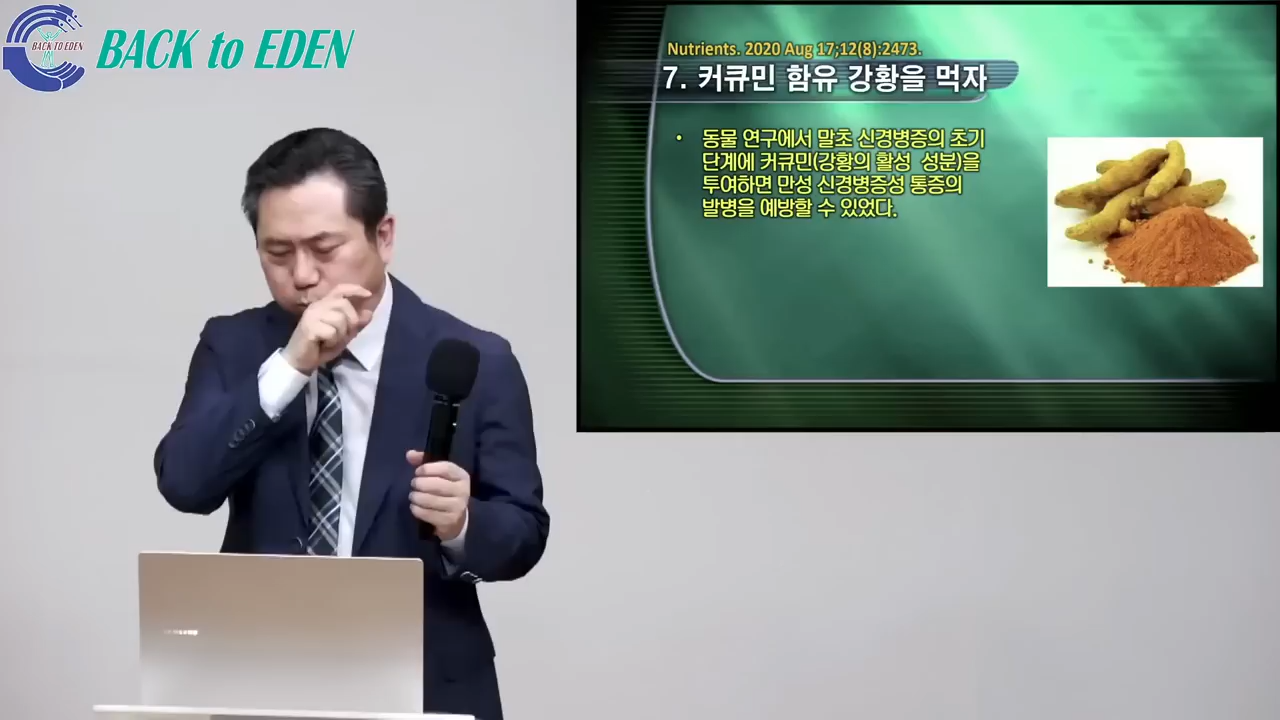 BACK TO EDEN
BACK to EDEN
Nutrients. 2020 Aug 17;12(8):2473.
7. 커큐민 함유 강황을 먹자
• 동물 연구에서 말초 신경병증의 초기
단계에 커큐민(강황의 활성 성분)을
투여하면 만성 신경병증성 통증의
발병을 예방할 수 있었다.
SAMSUNG